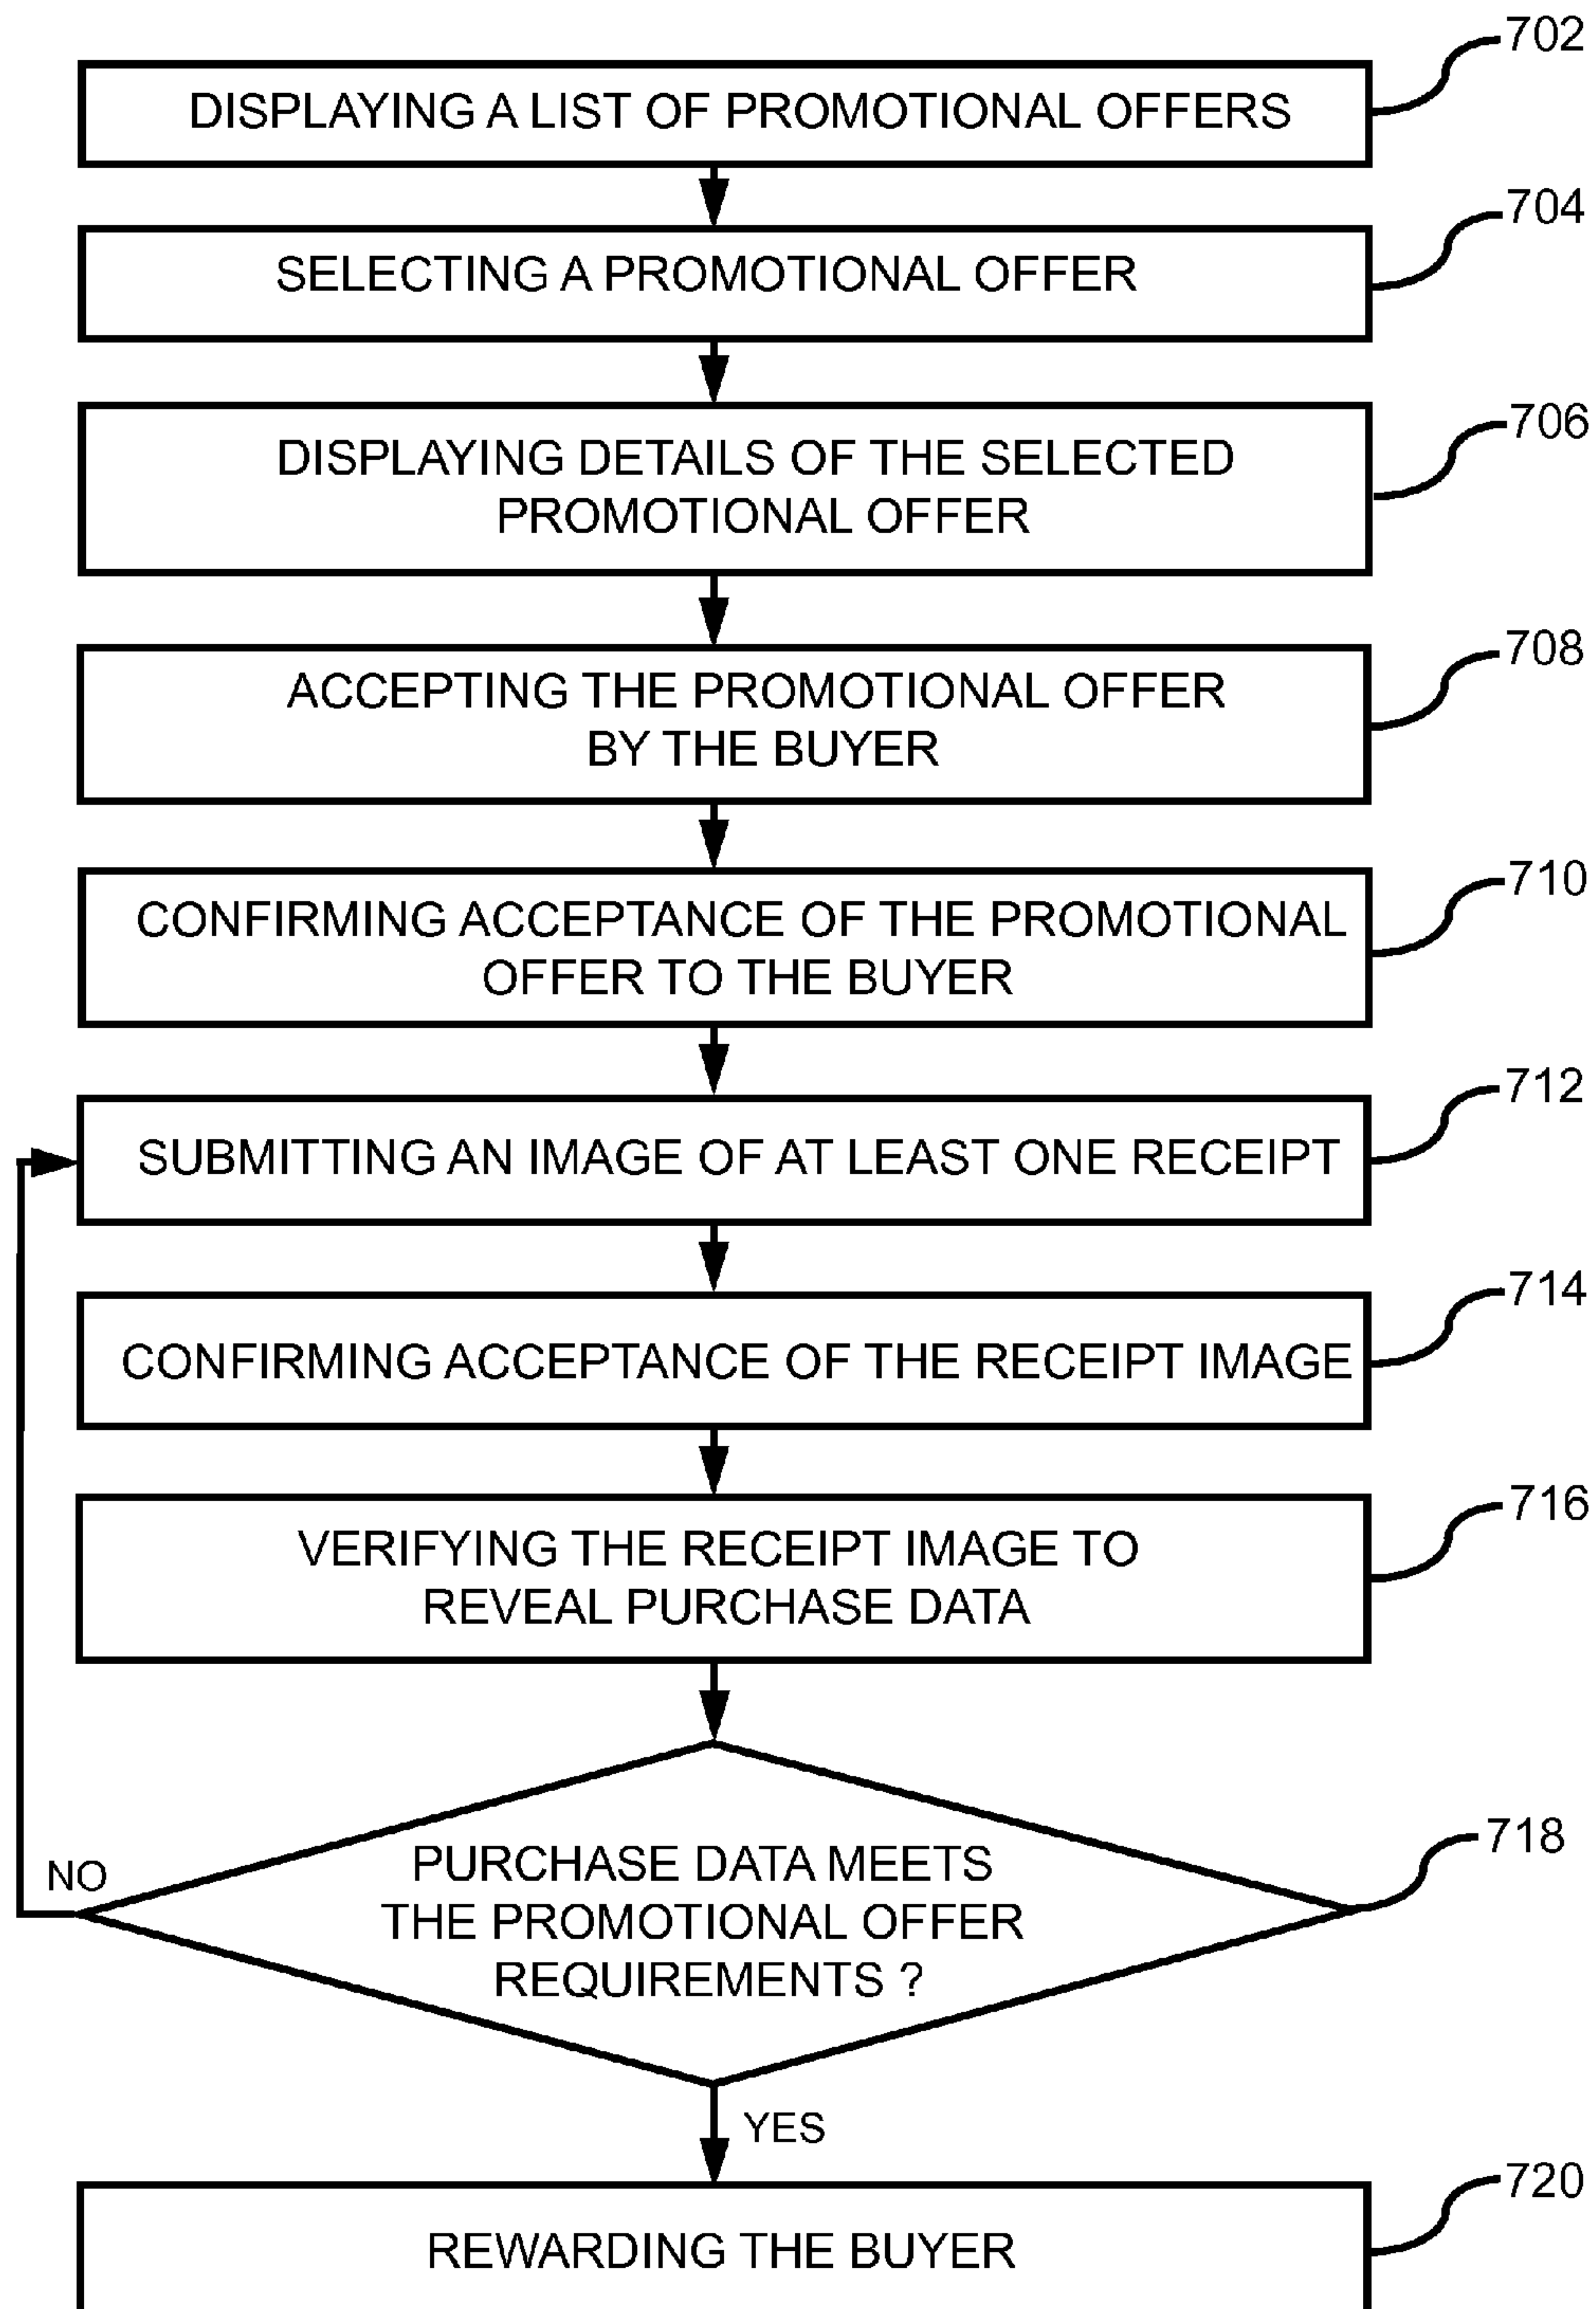 702
DISPLAYING A LIST OF PROMOTIONAL OFFERS
704
SELECTING A PROMOTIONAL OFFER
706
DISPLAYING DETAILS OF THE SELECTED
PROMOTIONAL OFFER
708
ACCEPTING THE PROMOTIONAL OFFER
BY THE BUYER
710
CONFIRMING ACCEPTANCE OF THE PROMOTIONAL
OFFER TO THE BUYER
712
SUBMITTING AN IMAGE OF AT LEAST ONE RECEIPT
714
CONFIRMING ACCEPTANCE OF THE RECEIPT IMAGE
716
VERIFYING THE RECEIPT IMAGE TO
REVEAL PURCHASE DATA
718
NO
PURCHASE DATA MEETS
THE PROMOTIONAL OFFER
REQUIREMENTS ?
YES
720
REWARDING THE BUYER